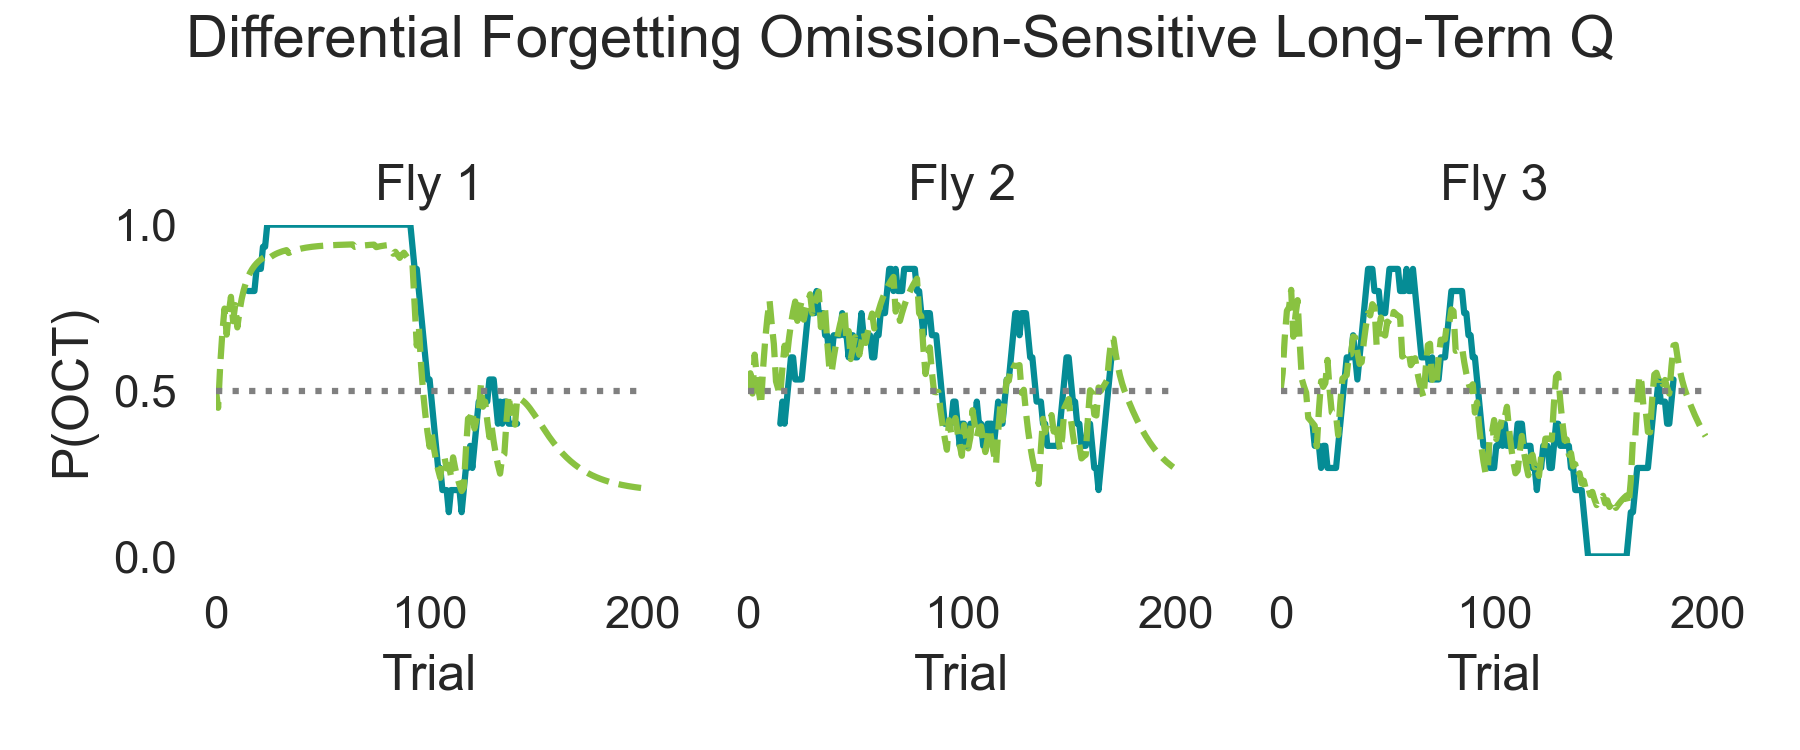 Differential Forgetting Omission-Sensitive Long-Term Q
Fly 1
Fly 2
Fly 3
P(OCT)
1.0
0.5
0.0
0 100 200
0 100 200
0 100 200
Trial
Trial
Trial